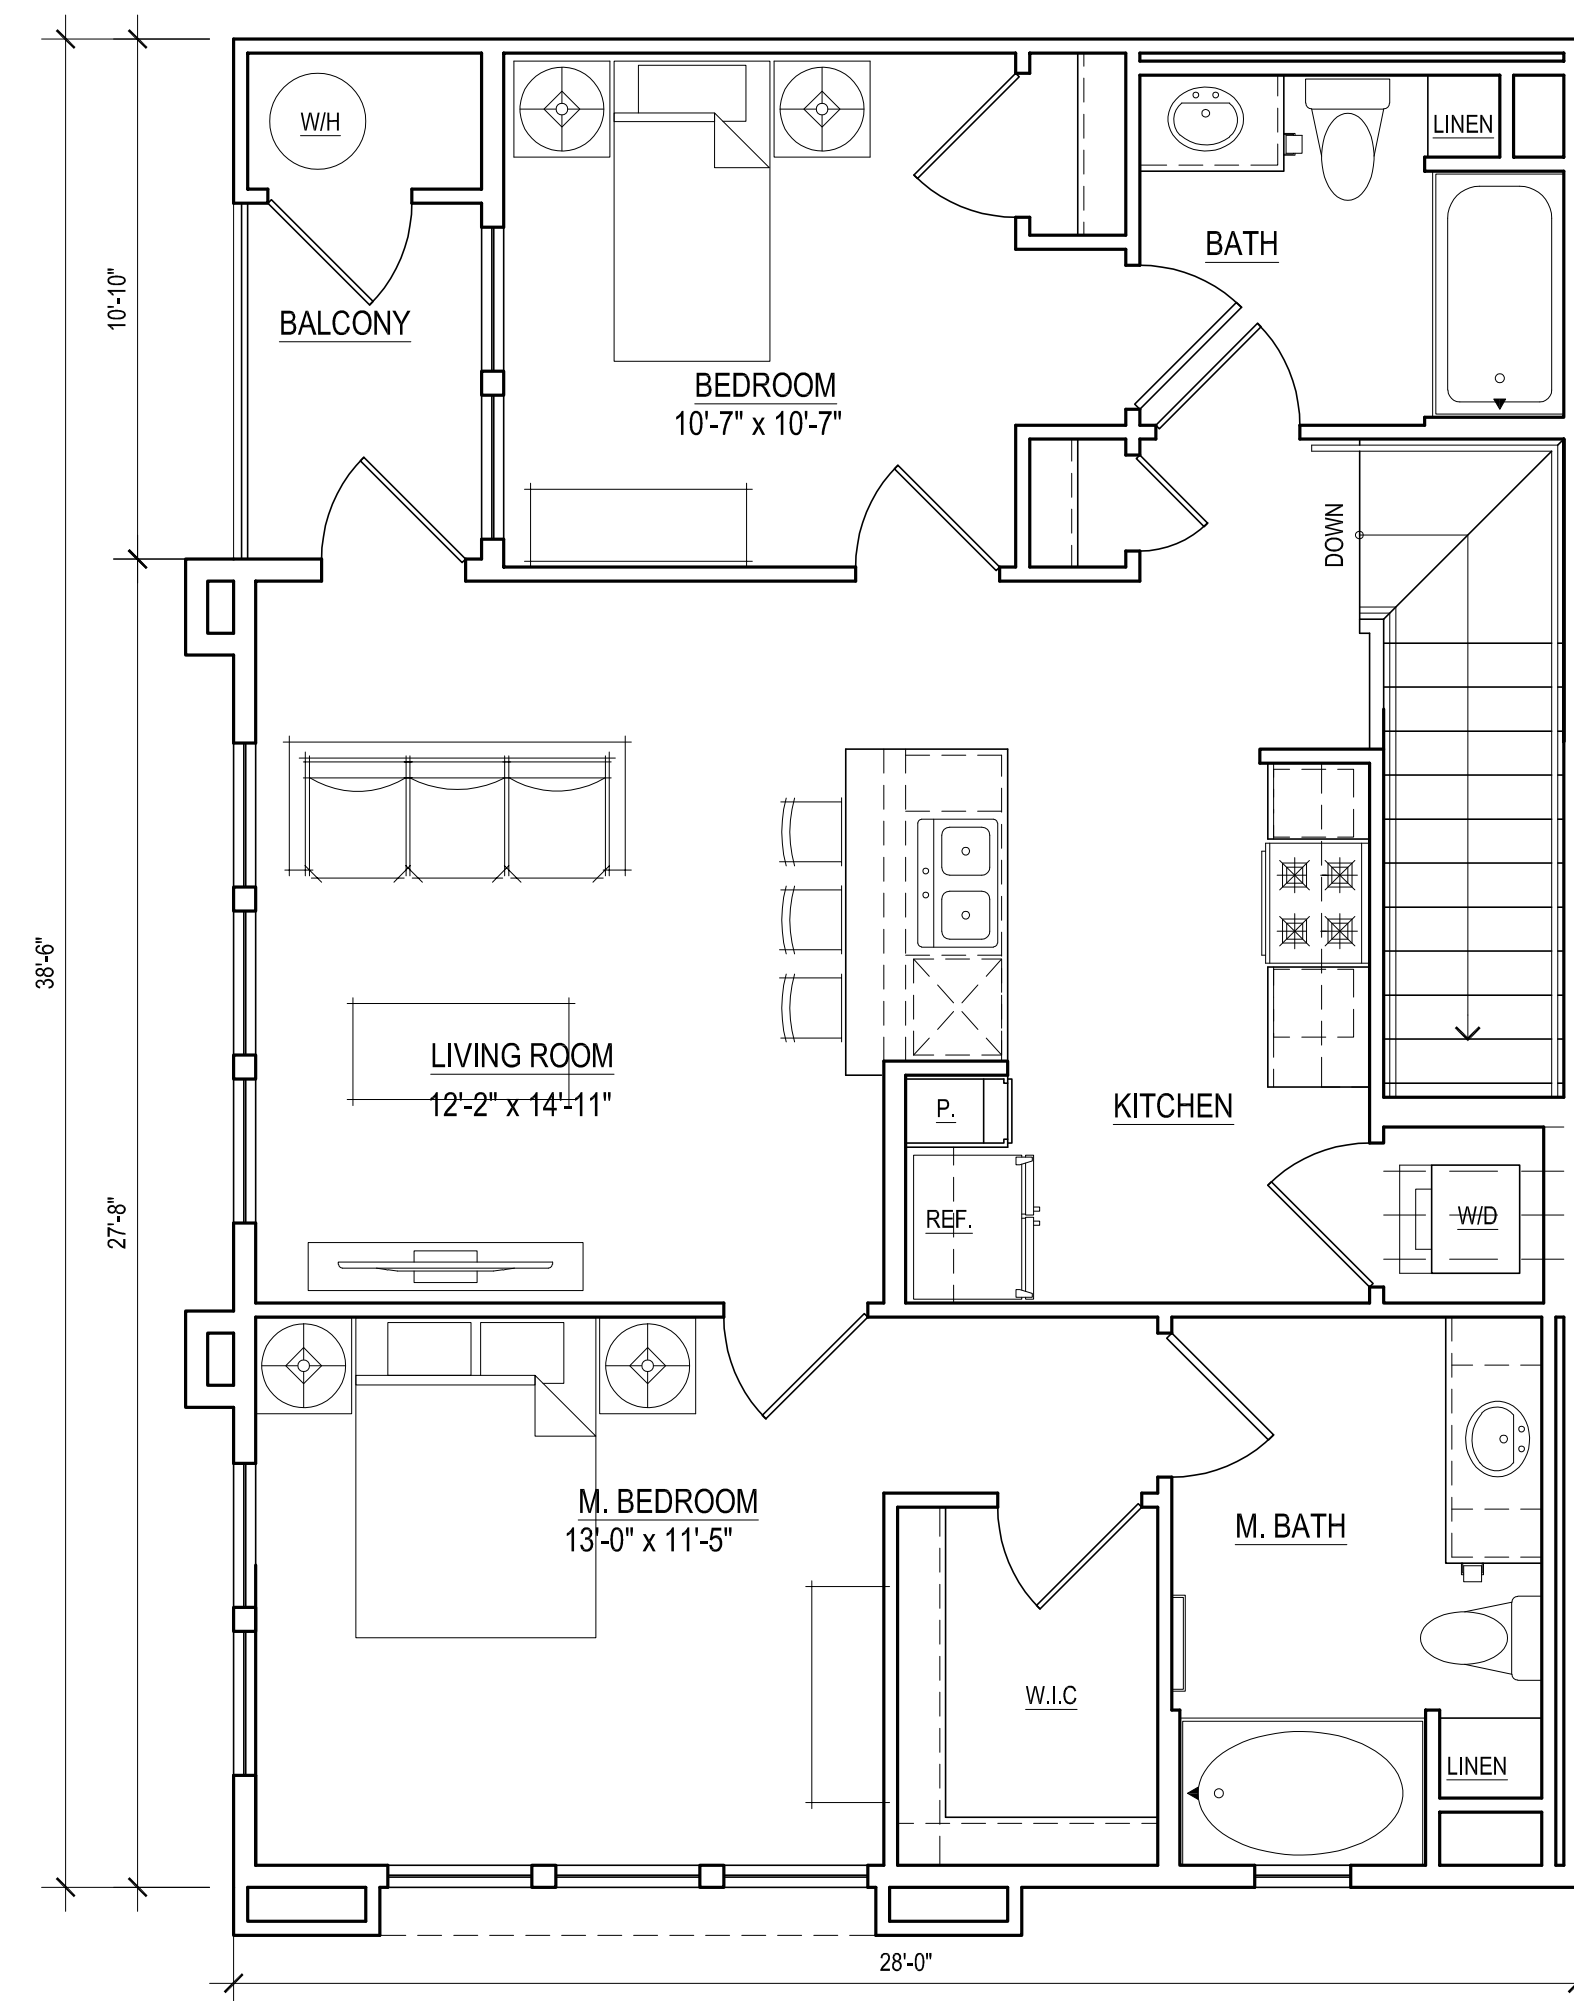 W/H
LINEN
BATH
BALCONY
10'-10"
BEDROOM
10'-7" x 10'-7"
DOWN
38'-6"
LIVING ROOM
12'-2" x 14'-11"
P.
KITCHEN
27'-8"
REF.
W/D
M. BEDROOM
13'-0" x 11'-5"
M. BATH
W.I.C
LINEN
28'-0"